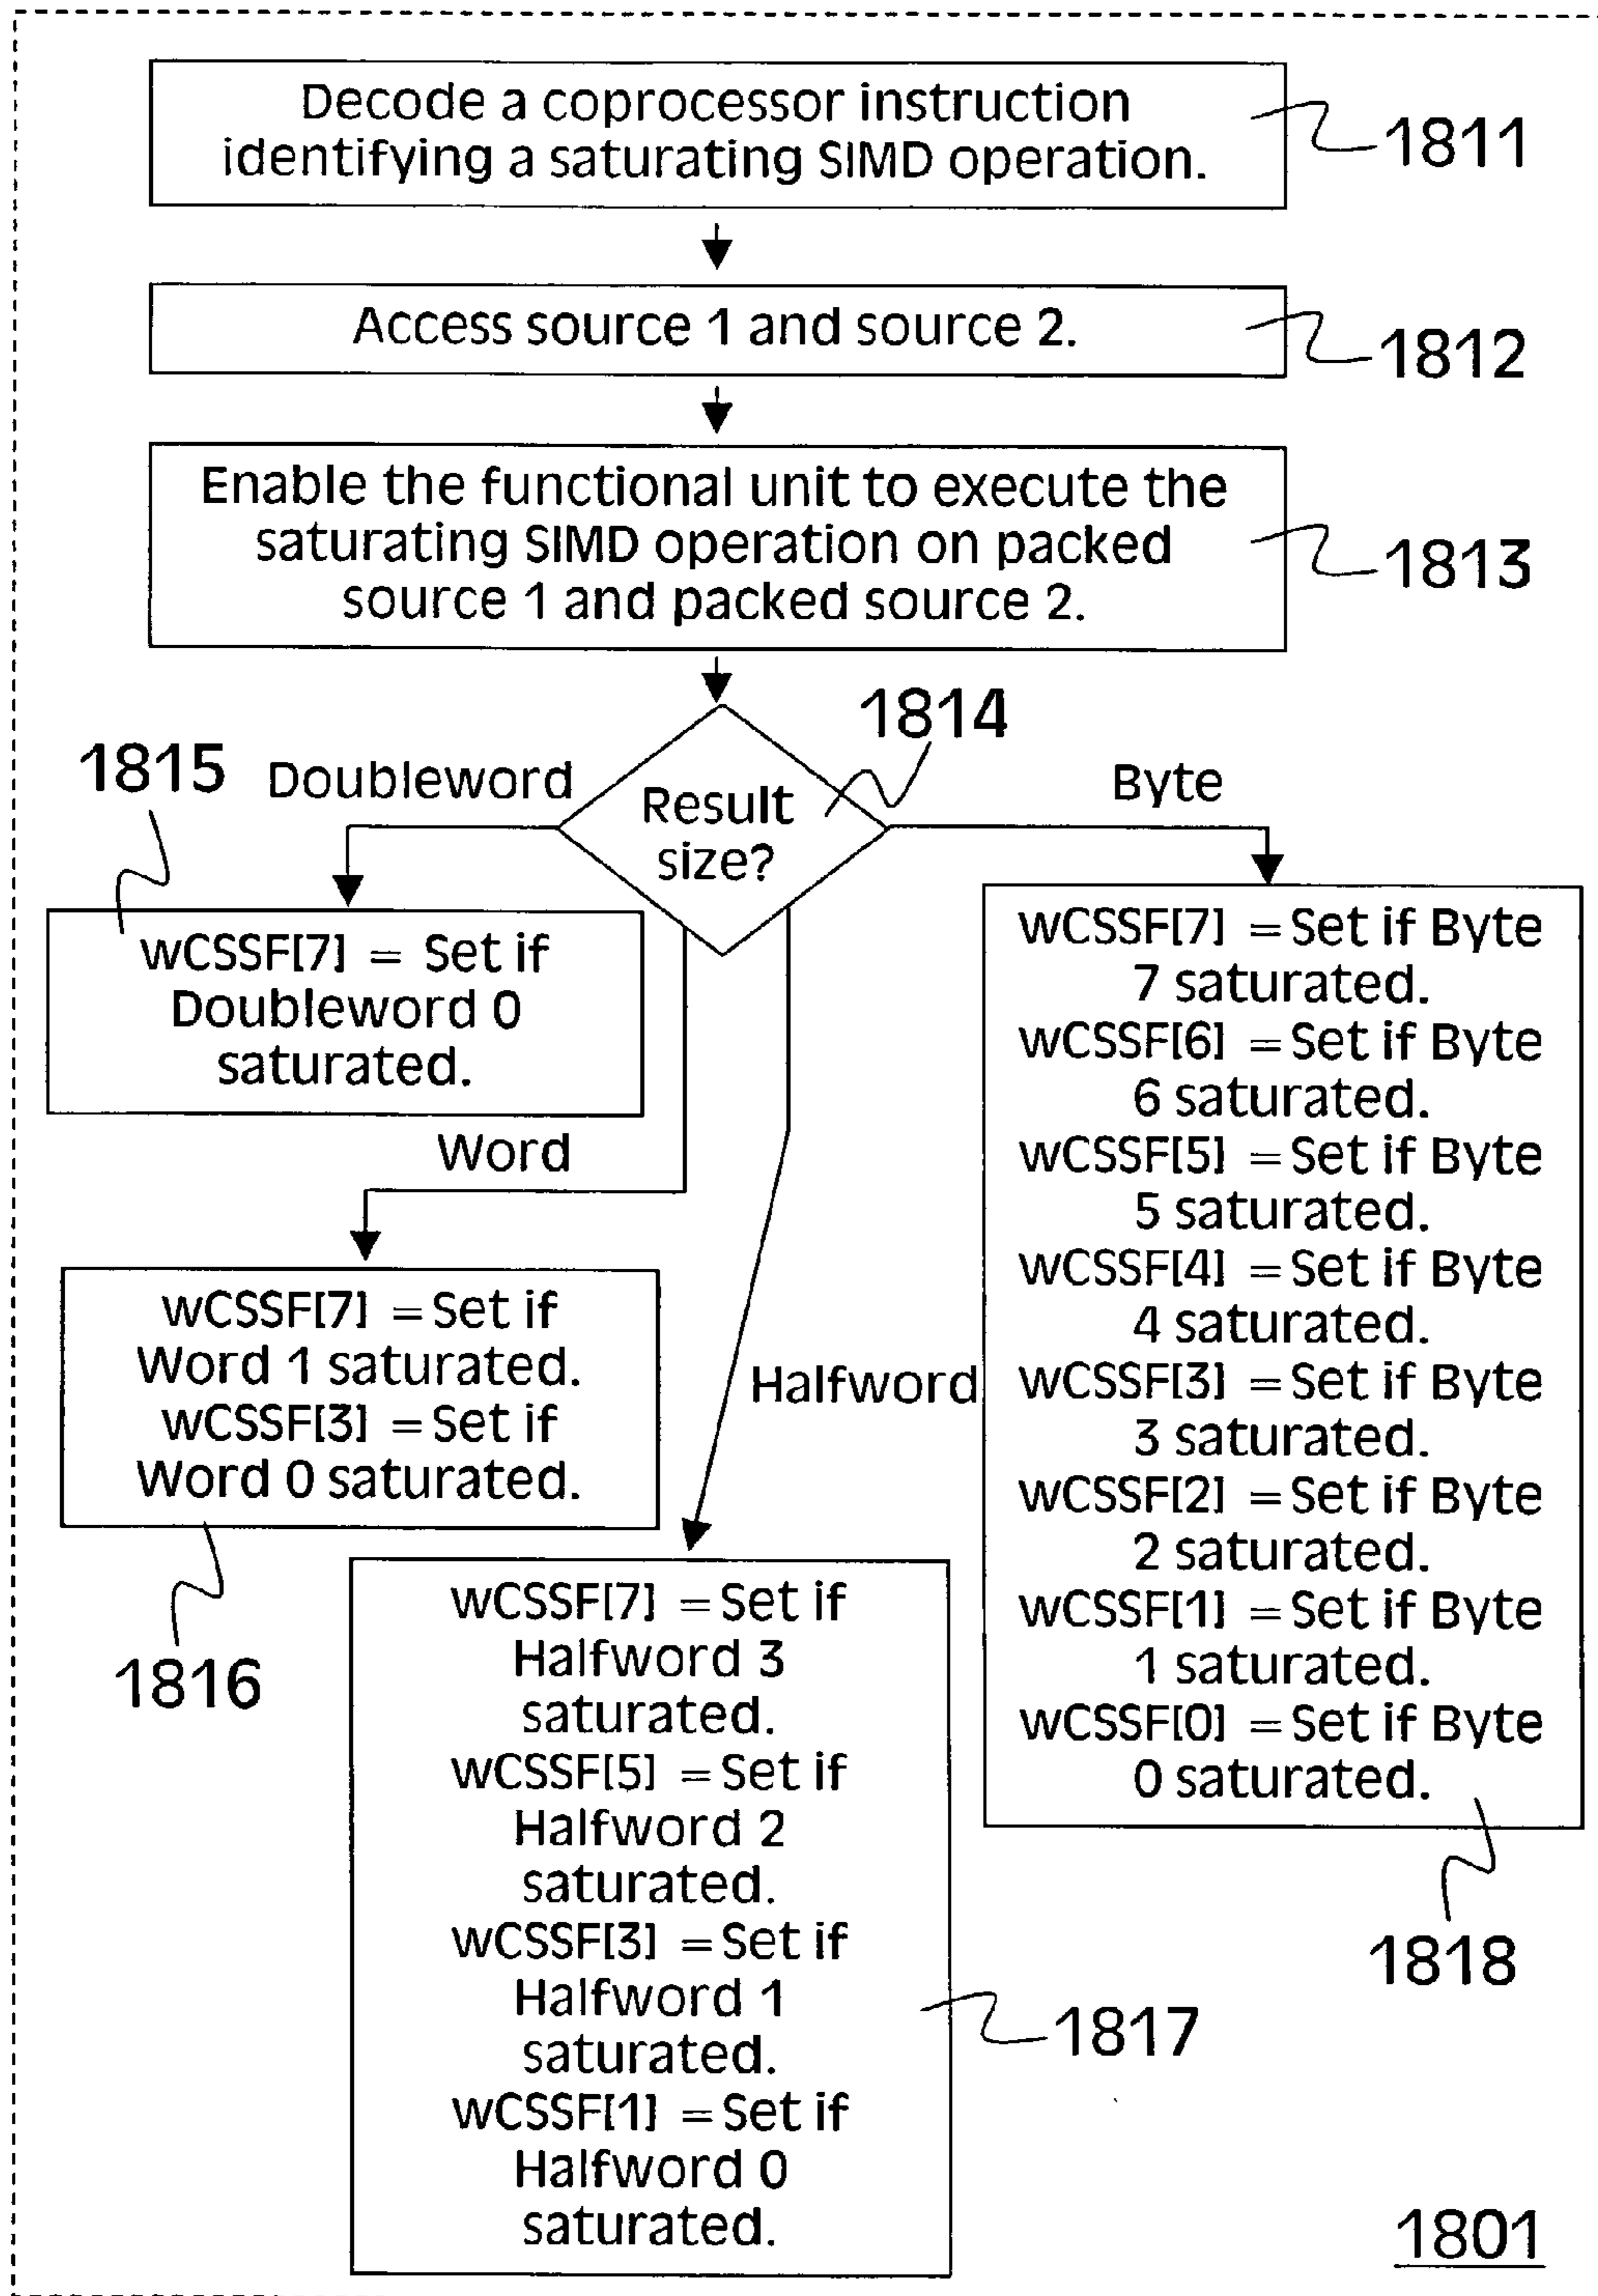 Decode a coprocessor instruction
identifying a saturating SIMD operation.
1811
Access source 1 and source 2.
1812
Enable the functional unit to execute the
saturating SIMD operation on packed
source 1 and packed source 2.
1813
1814
Result
size?
1815
Doubleword
wCSSF[7] = Set if
Doubleword 0
saturated.
Word
wCSSF[7] = Set if
Word 1 saturated.
wCSSF[3] = Set if
Word 0 saturated.
1816
Halfword
wCSSF[7] = Set if
Halfword 3
saturated.
wCSSF[5] = Set if
Halfword 2
saturated.
wCSSF[3] = Set if
Halfword 1
saturated.
wCSSF[1] = Set if
Halfword 0
saturated.
1817
Byte
wCSSF[7] = Set if Byte
7 saturated.
wCSSF[6] = Set if Byte
6 saturated.
wCSSF[5] = Set if Byte
5 saturated.
wCSSF[4] = Set if Byte
4 saturated.
wCSSF[3] = Set if Byte
3 saturated.
wCSSF[2] = Set if Byte
2 saturated.
wCSSF[1] = Set if Byte
1 saturated.
wCSSF[0] = Set if Byte
0 saturated.
1818
1801